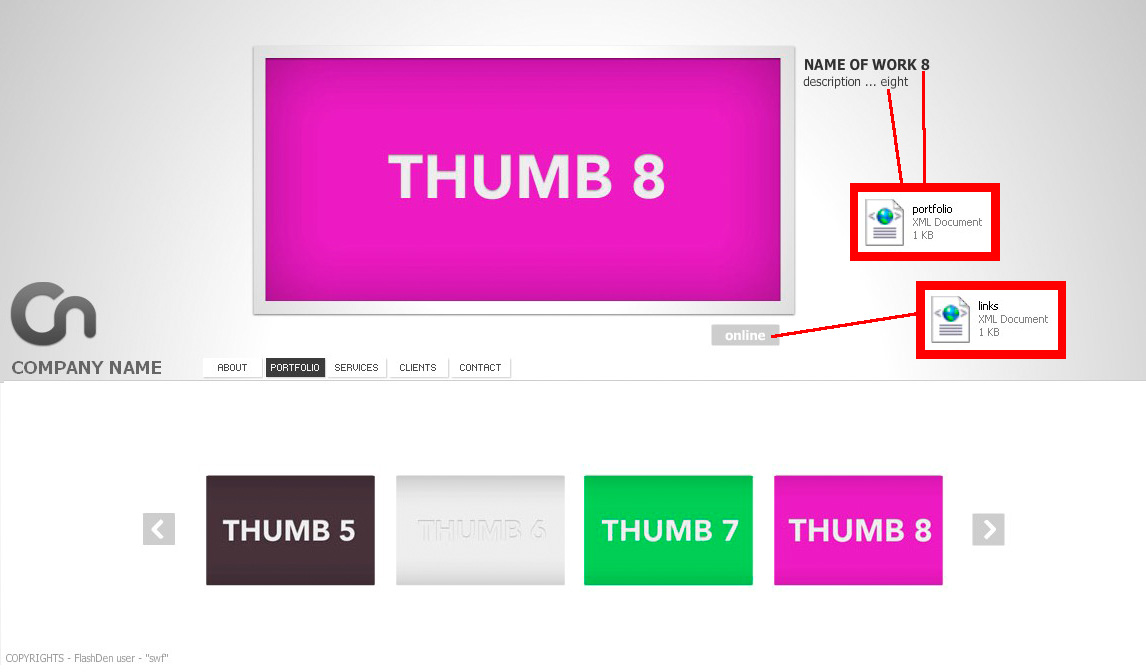 THUMB 8
NAME OF WORK 8
description ... eight
portfolio
XML Document
1 KB
links
XML Document
1 KB
online
Cn
COMPANY NAME
ABOUT PORTFOLIO SERVICES CLIENTS CONTACT
THUMB 5 THUMB 6 THUMB 7 THUMB 8
COPYRIGHTS - FlashDen user - "swf"